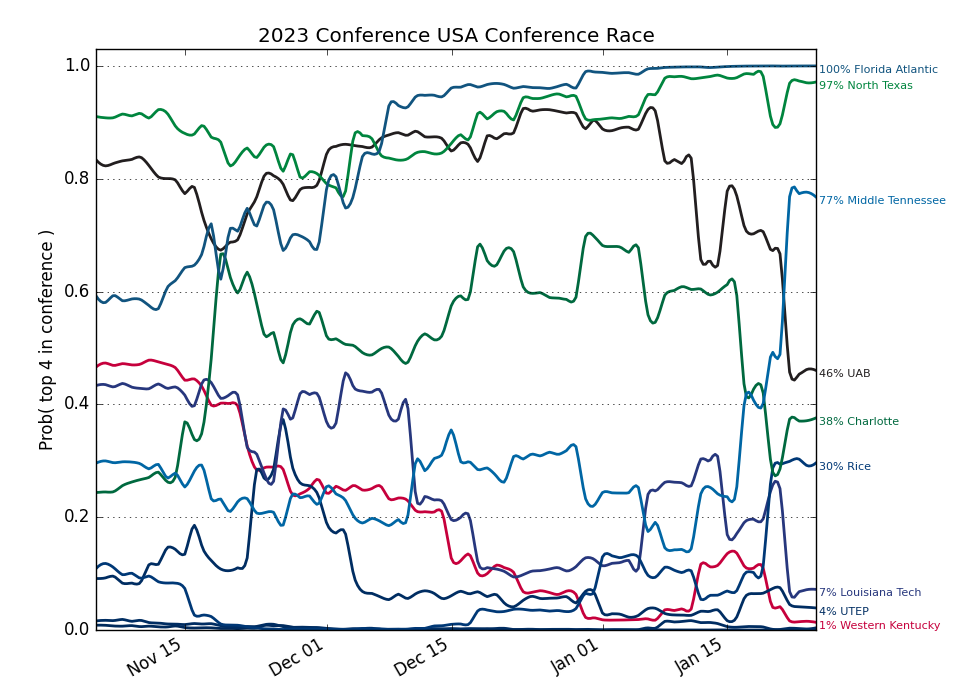 2023 Conference USA Conference Race
Prob( top 4 in conference )
1.0
0.8
0.6
0.4
0.2
0.0
Nov 15
Dec 01
Dec 15
Jan 01
Jan 15
100% Florida Atlantic
97% North Texas
77% Middle Tennessee
46% UAB
38% Charlotte
30% Rice
7% Louisiana Tech
4% UTEP
1% Western Kentucky